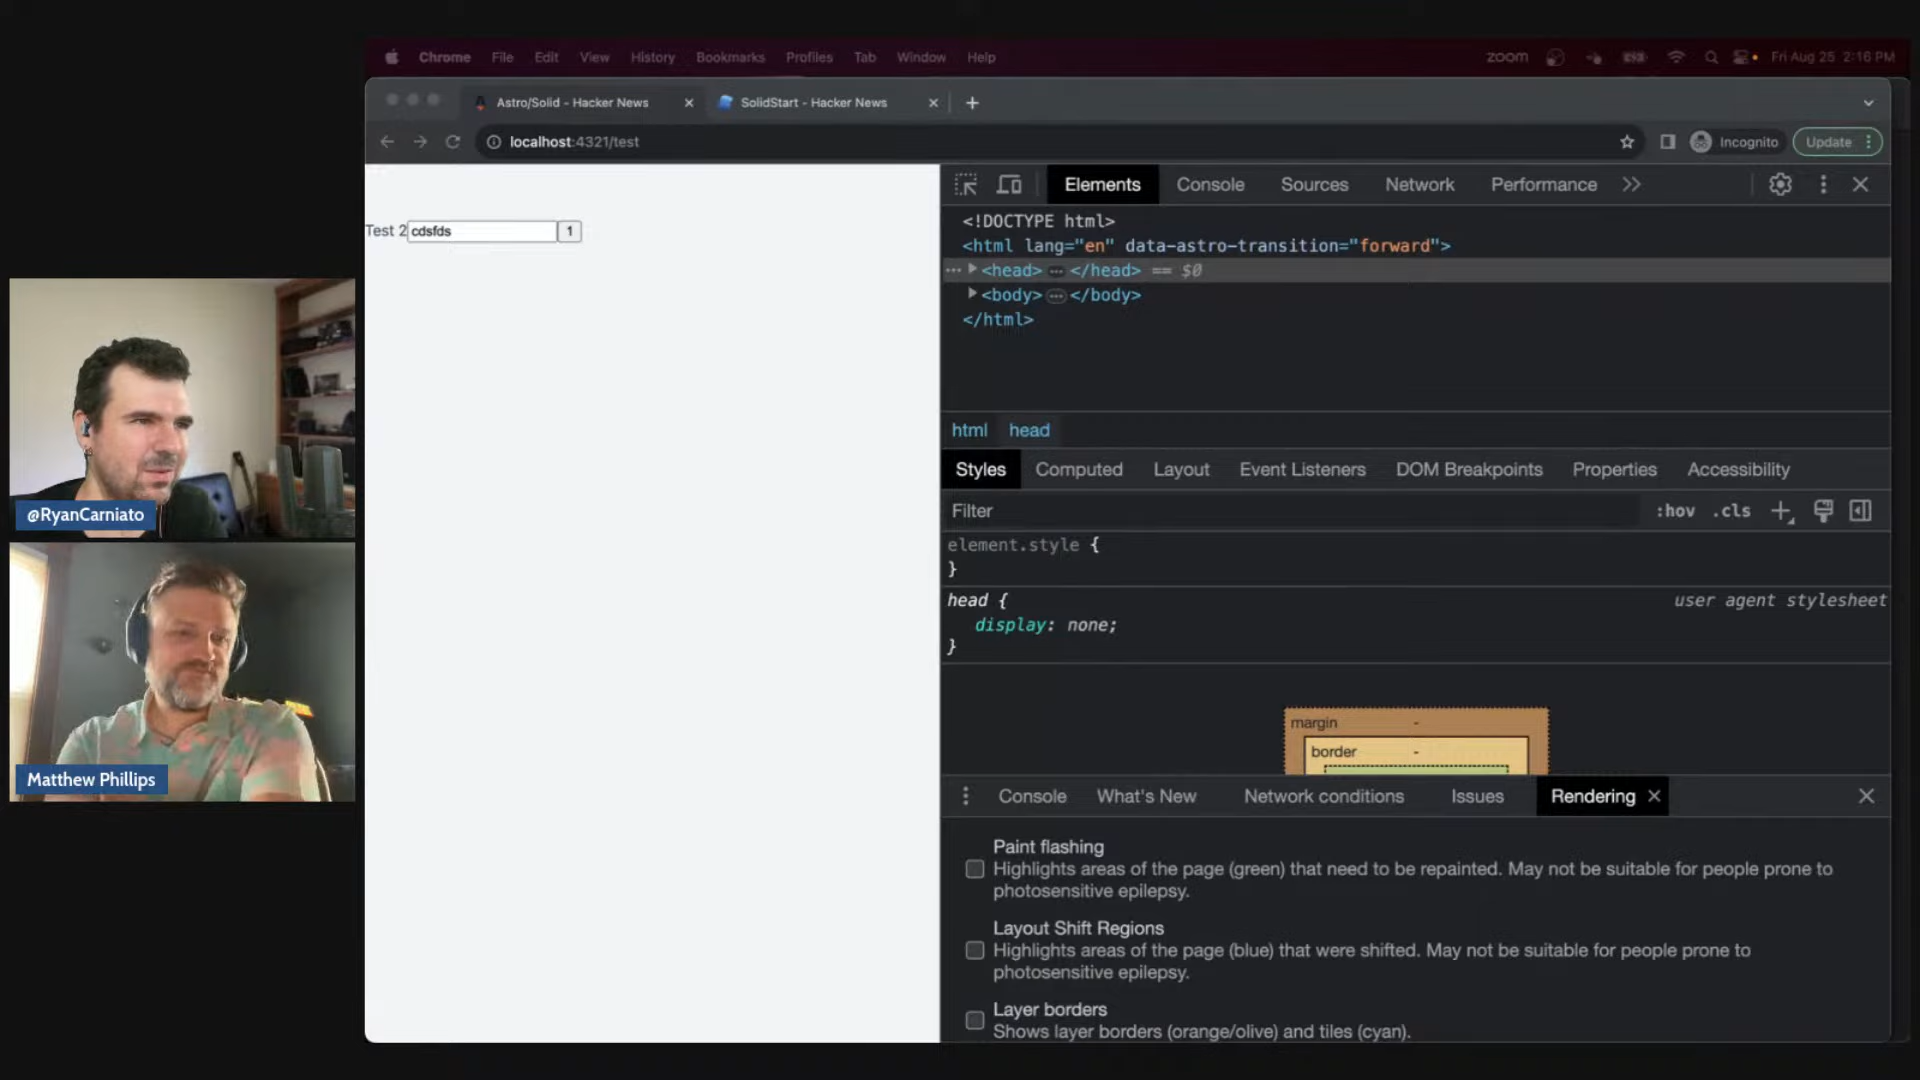 Chrome File Edit View History Bookmarks Profiles Tab Window Help
zoom
Fri Aug 25 2:16 PM
Astro/Solid - Hacker News
SolidStart - Hacker News
localhost:4321/test
Incognito
Update
Test 2
cdsfds
1
Elements Console Sources Network Performance
<!DOCTYPE html>
<html lang="en" data-astro-transition="forward">
<head> … </head> == $0
<body> … </body>
</html>
html head
Styles Computed Layout Event Listeners DOM Breakpoints Properties Accessibility
Filter
:hov .cls
element.style {
}
head {
user agent stylesheet
display: none;
}
margin -
border -
Console What's New Network conditions Issues Rendering
Paint flashing
Highlights areas of the page (green) that need to be repainted. May not be suitable for people prone to
photosensitive epilepsy.
Layout Shift Regions
Highlights areas of the page (blue) that were shifted. May not be suitable for people prone to
photosensitive epilepsy.
Layer borders
Shows layer borders (orange/olive) and tiles (cyan).
@RyanCarniato
Matthew Phillips